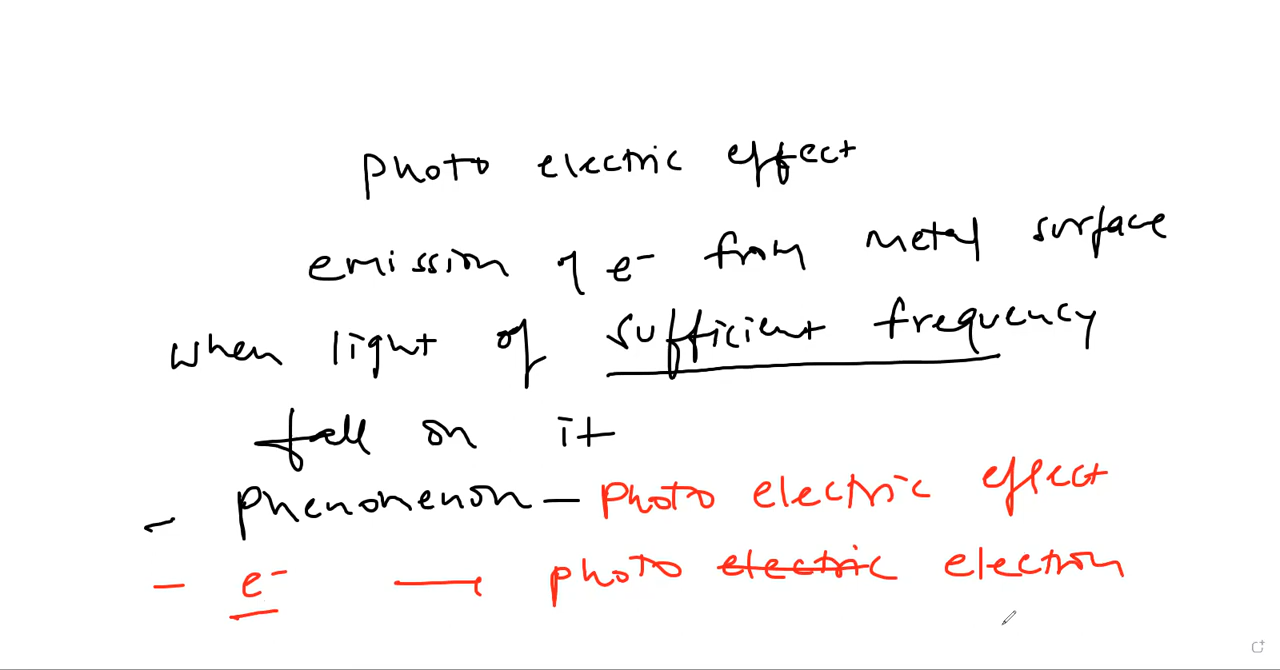 photo electric effect
emission of e⁻ from metal surface
when light of sufficient frequency
fall on it
- phenomenon - photo electric effect
- e⁻ → photo ~~electric~~ electron